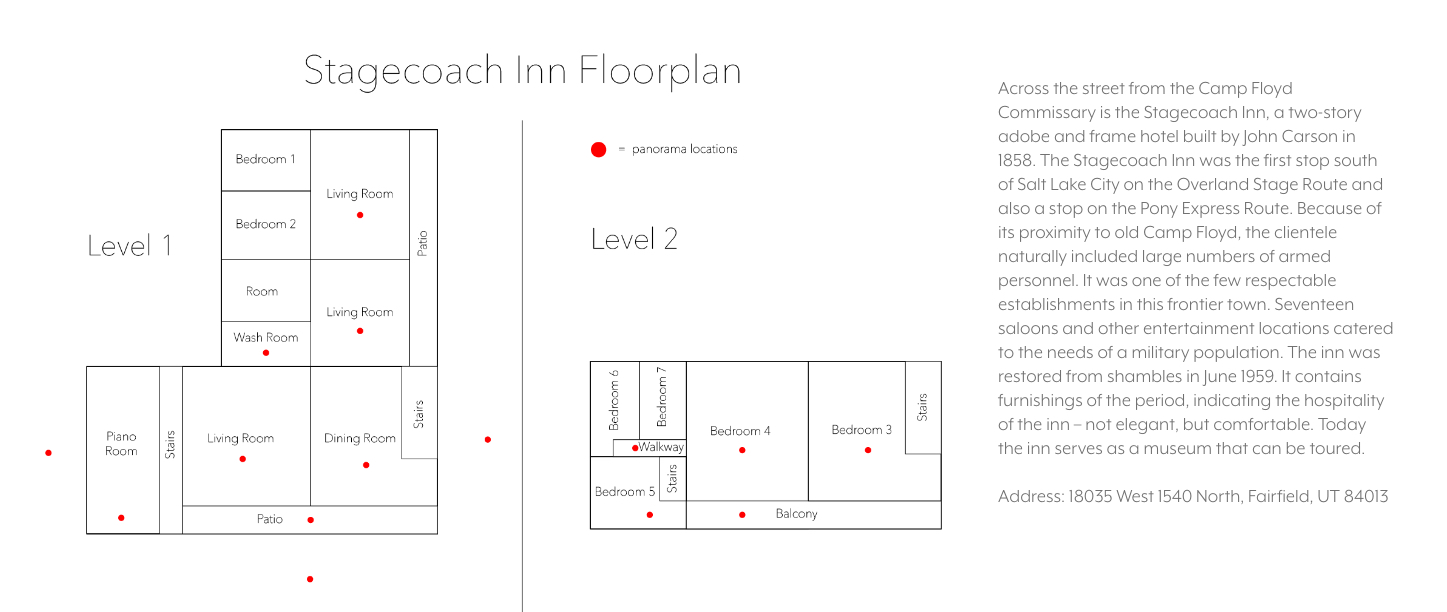 Stagecoach Inn Floorplan
Level 1
Bedroom 1
Living Room
Bedroom 2
Patio
Room
Living Room
Wash Room
Piano
Room
Stairs
Living Room
Dining Room
Stairs
Patio
= panorama locations
Level 2
Bedroom 6
Bedroom 7
Walkway
Bedroom 4
Bedroom 3
Stairs
Bedroom 5
Stairs
Balcony
Across the street from the Camp Floyd
Commissary is the Stagecoach Inn, a two-story
adobe and frame hotel built by John Carson in
1858. The Stagecoach Inn was the first stop south
of Salt Lake City on the Overland Stage Route and
also a stop on the Pony Express Route. Because of
its proximity to old Camp Floyd, the clientele
naturally included large numbers of armed
personnel. It was one of the few respectable
establishments in this frontier town. Seventeen
saloons and other entertainment locations catered
to the needs of a military population. The inn was
restored from shambles in June 1959. It contains
furnishings of the period, indicating the hospitality
of the inn – not elegant, but comfortable. Today
the inn serves as a museum that can be toured.
Address: 18035 West 1540 North, Fairfield, UT 84013